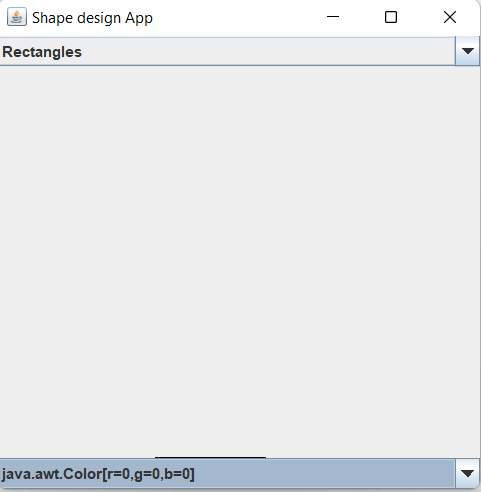 Shape design App
Rectangles
java.awt.Color[r=0,g=0,b=0]